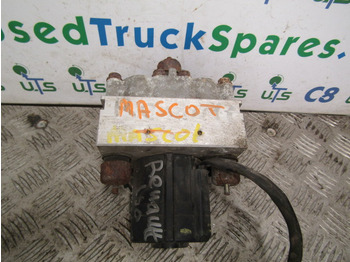 sedTruckSpares.
UTS
UTS
UTS C8
MASCOT
MASCOT
RENAULT